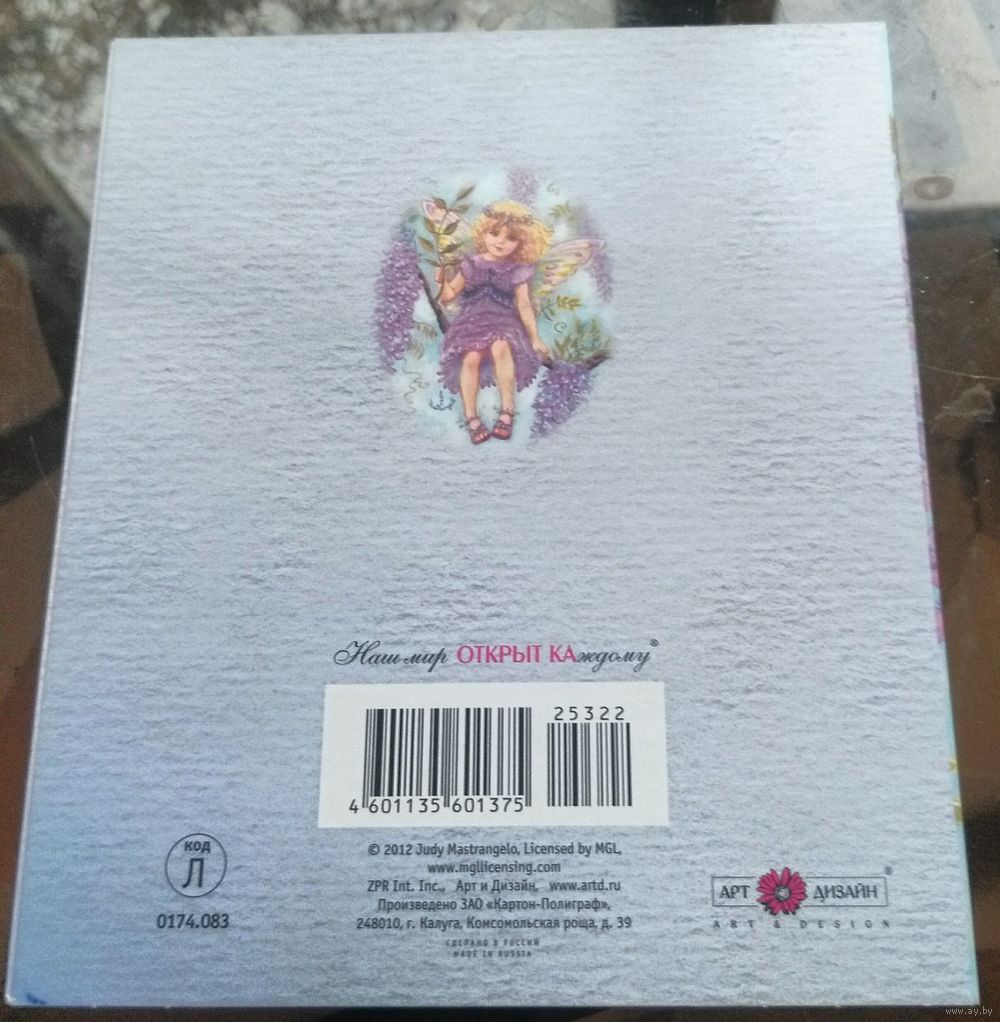 Наш мир ОТКРЫТ КАждому®
25322
4 601135 601375
© 2012 Judy Mastrangelo, Licensed by MGL,
www.mgllicensing.com
ZPR Int. Inc., Арт и Дизайн, www.artd.ru
Произведено ЗАО «Картон-Полиграф»,
248010, г. Калуга, Комсомольская роща, д. 39
СДЕЛАНО В РОССИИ
MADE IN RUSSIA
КОД
Л
0174.083
АРТ ДИЗАЙН®
ART & DESIGN
www.ay.by